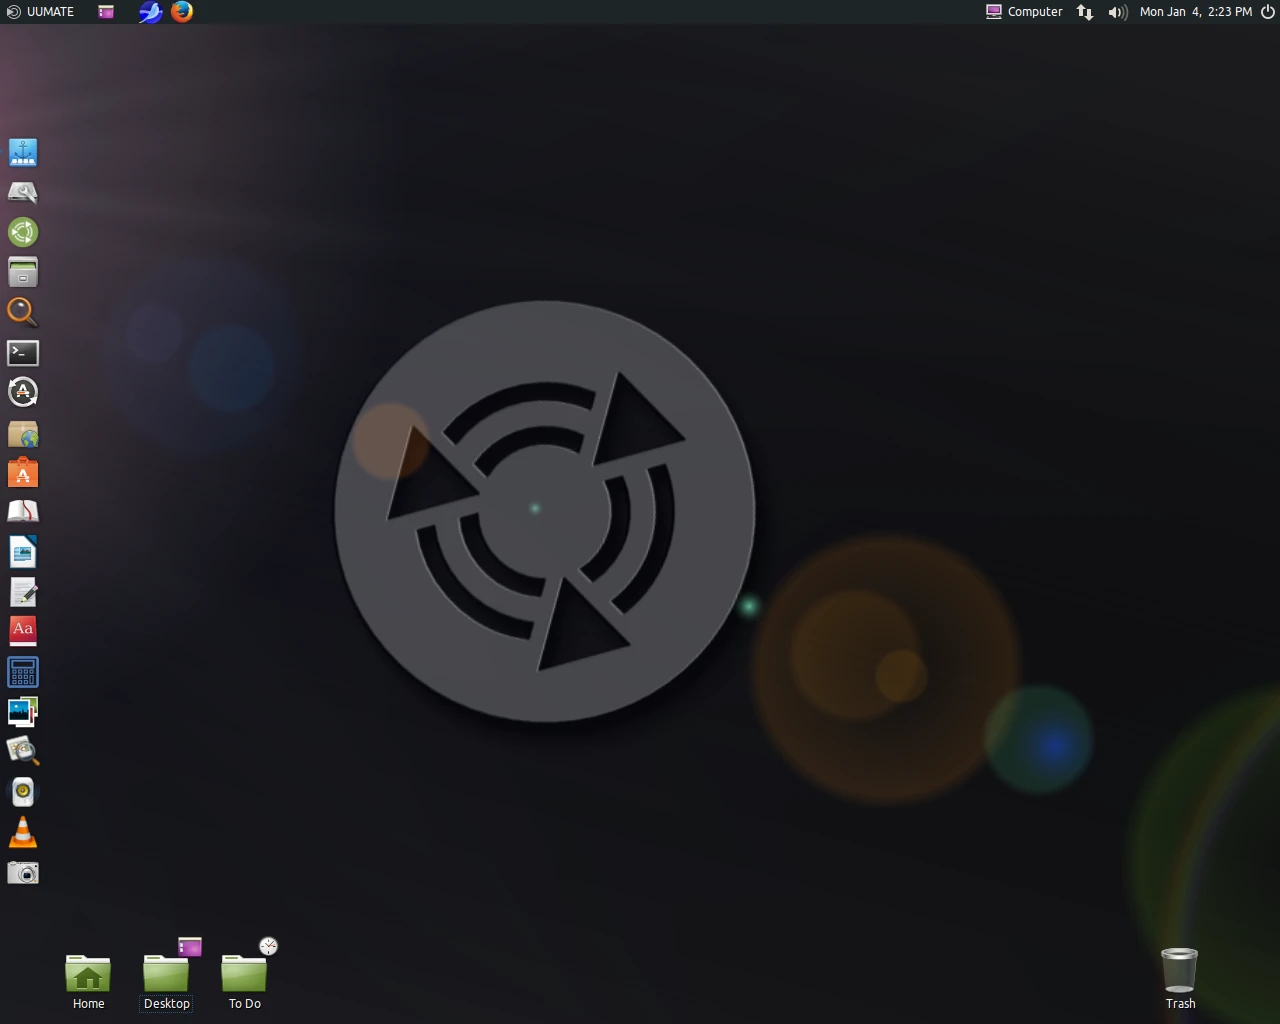 UUMATE
Computer
Mon Jan 4, 2:23 PM
>_
A
A
Aa
Home
Desktop
To Do
Trash